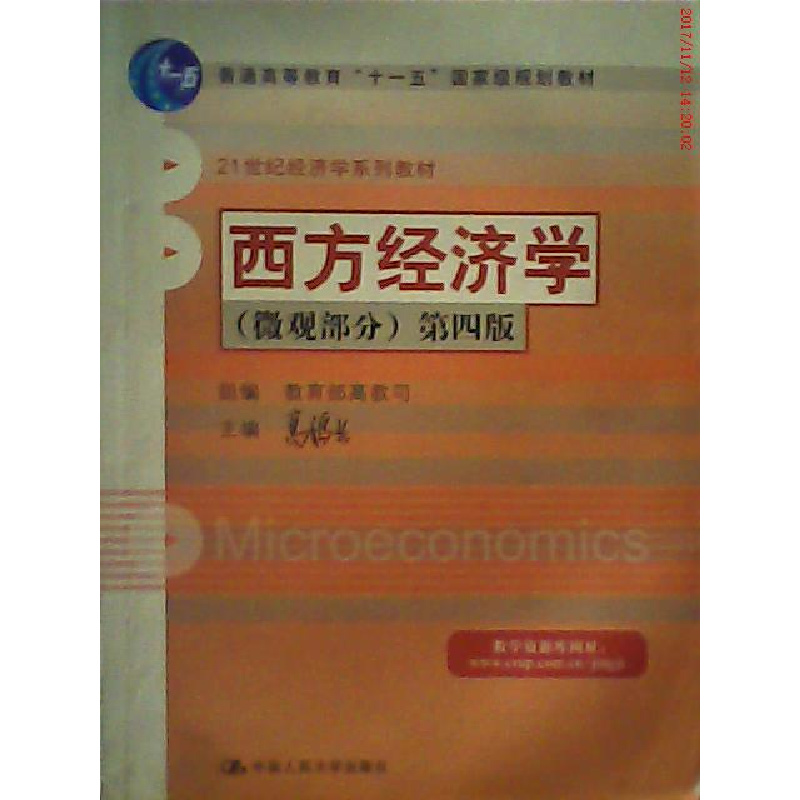 2017/11/12 14:20:02
十一五
普通高等教育“十一五”国家级规划教材
21世纪经济学系列教材
西方经济学
（微观部分）第四版
组编 教育部高教司
主编
Microeconomics
中国人民大学出版社